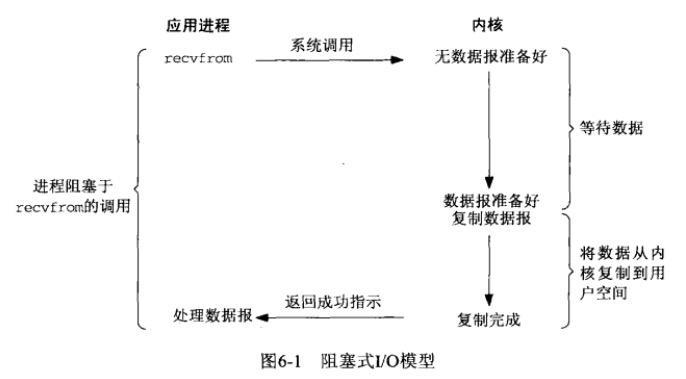 应用进程
内核
recvfrom
系统调用
无数据报准备好
等待数据
进程阻塞于
recvfrom的调用
数据报准备好
复制数据报
将数据从内
核复制到用
户空间
处理数据报
返回成功指示
复制完成
图6-1 阻塞式I/O模型